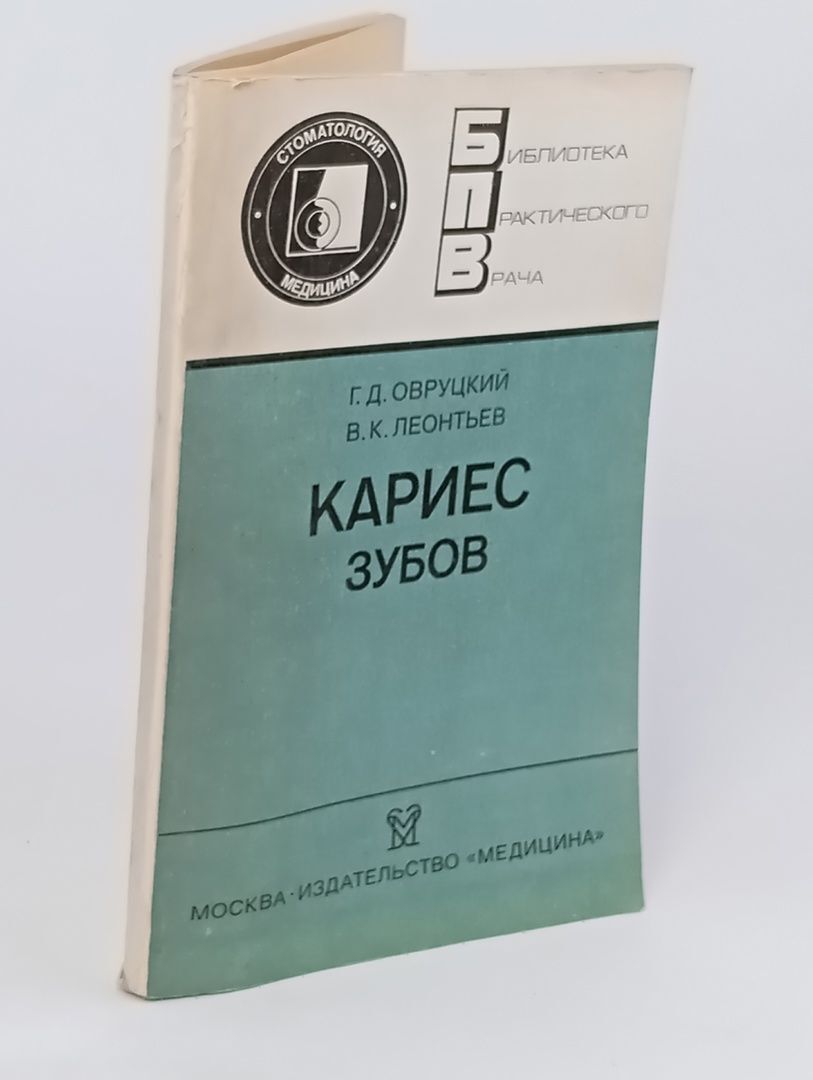 СТОМАТОЛОГИЯ
МЕДИЦИНА
БИБЛИОТЕКА
ПРАКТИЧЕСКОГО
ВРАЧА
Г. Д. ОВРУЦКИЙ
В. К. ЛЕОНТЬЕВ
КАРИЕС
ЗУБОВ
МОСКВА · ИЗДАТЕЛЬСТВО «МЕДИЦИНА»